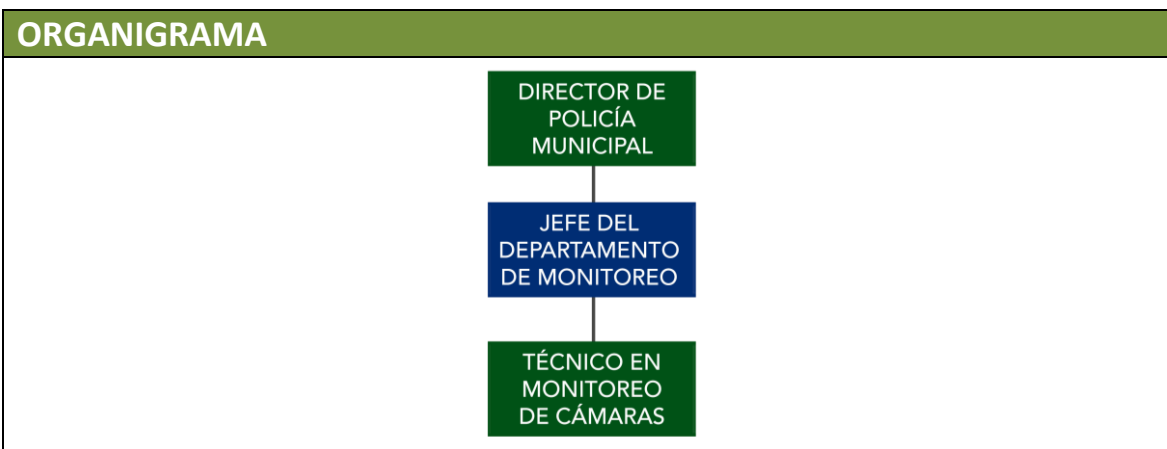 ORGANIGRAMA
DIRECTOR DE
POLICÍA
MUNICIPAL
JEFE DEL
DEPARTAMENTO
DE MONITOREO
TÉCNICO EN
MONITOREO
DE CÁMARAS